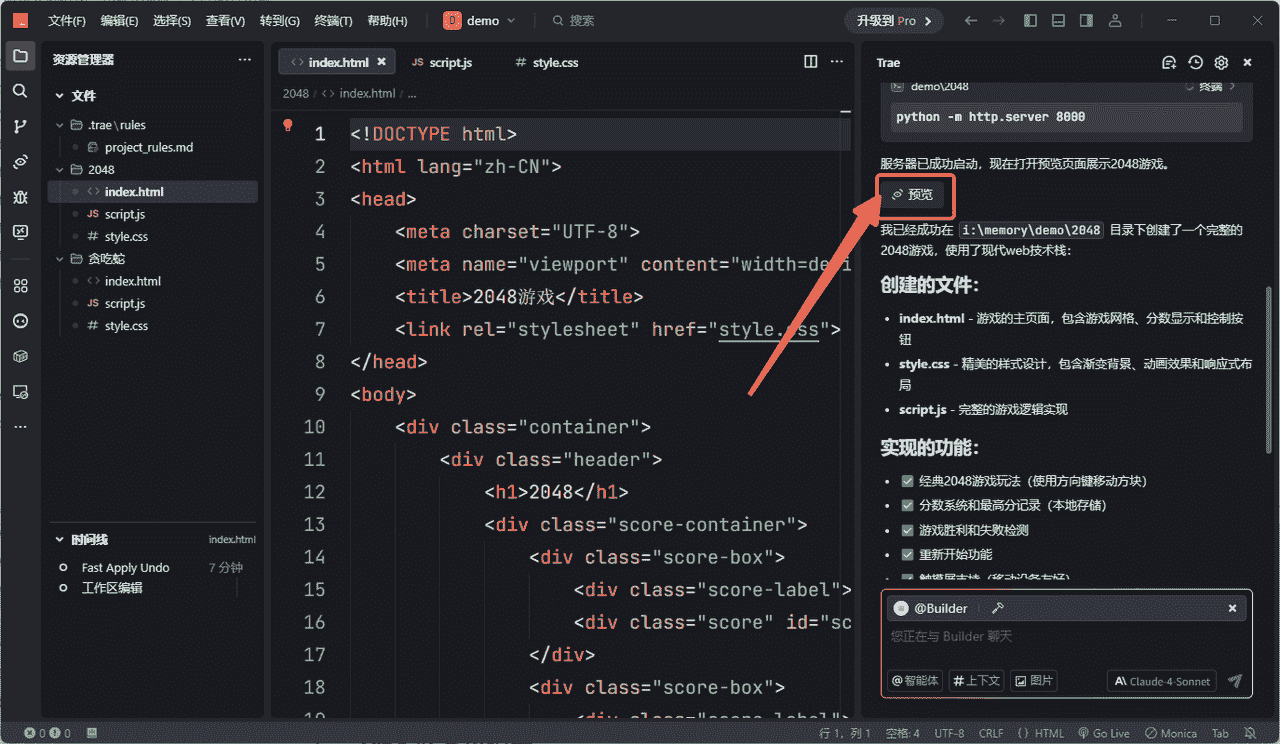 文件(F) 编辑(E) 选择(S) 查看(V) 转到(G) 终端(T) 帮助(H) D demo 搜索 升级到 Pro
资源管理器
文件
.trae\rules
project_rules.md
2048
index.html
JS script.js
# style.css
贪吃蛇
index.html
JS script.js
# style.css
时间线 index.html
Fast Apply Undo 7 分钟
工作区编辑
<> index.html JS script.js # style.css
2048 / <> index.html / ...
1 <!DOCTYPE html>
2 <html lang="zh-CN">
3 <head>
4 <meta charset="UTF-8">
5 <meta name="viewport" content="width=devi
6 <title>2048游戏</title>
7 <link rel="stylesheet" href="style.css">
8 </head>
9 <body>
10 <div class="container">
11 <div class="header">
12 <h1>2048</h1>
13 <div class="score-container">
14 <div class="score-box">
15 <div class="score-label">
16 <div class="score" id="sc
17 </div>
18 <div class="score-box">
19 <div class="score-label">
Trae
demo\2048 终端
python -m http.server 8000
服务器已成功启动，现在打开预览页面展示2048游戏。
预览
我已经成功在 i:\memory\demo\2048 目录下创建了一个完整的
2048游戏，使用了现代web技术栈：
创建的文件：
index.html - 游戏的主页面，包含游戏网格、分数显示和控制按
钮
style.css - 精美的样式设计，包含渐变背景、动画效果和响应式布
局
script.js - 完整的游戏逻辑实现
实现的功能：
经典2048游戏玩法（使用方向键移动方块）
分数系统和最高分记录（本地存储）
游戏胜利和失败检测
重新开始功能
触摸屏支持（移动设备友好）
@Builder
您正在与 Builder 聊天
@智能体 #上下文 图片 Claude-4-Sonnet
0 0 行 1，列 1 空格: 4 UTF-8 CRLF {} HTML Go Live Monica Tab